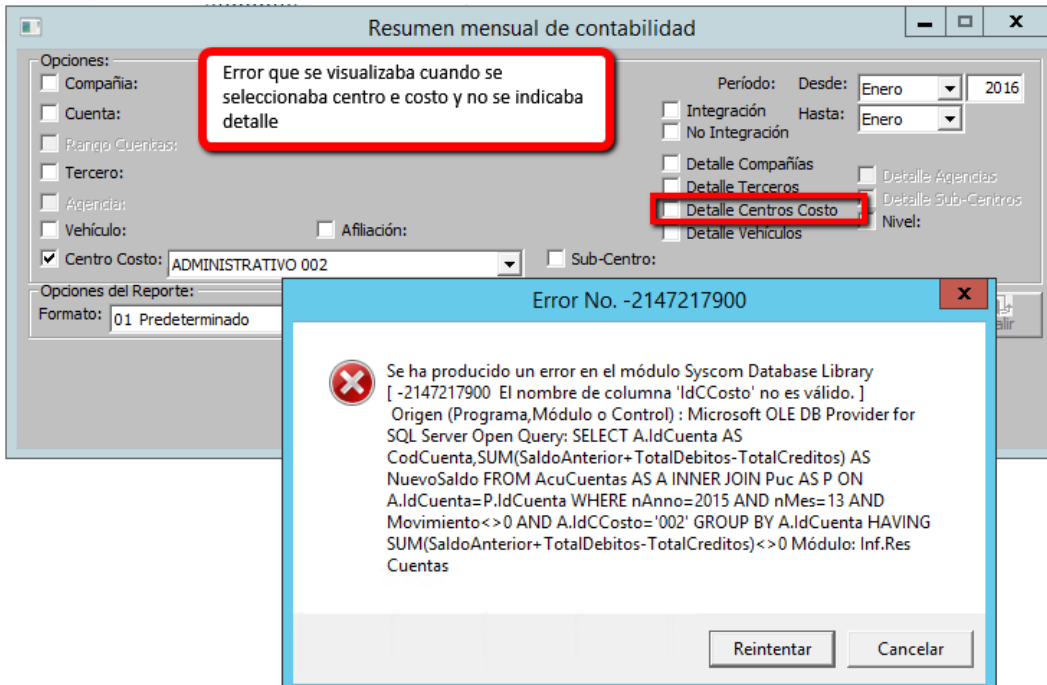 Resumen mensual de contabilidad
x
Opciones:
Compañia:
Cuenta:
Rango Cuentas:
Tercero:
Agencia:
Vehículo:
Afiliación:
Centro Costo: ADMINISTRATIVO 002
Sub-Centro:
Error que se visualizaba cuando se
seleccionaba centro e costo y no se indicaba
detalle
Período: Desde: Enero 2016
Integración Hasta: Enero
No Integración
Detalle Compañías
Detalle Terceros
Detalle Centros Costo
Detalle Vehículos
Detalle Agencias
Detalle Sub-Centros
Nivel:
Opciones del Reporte:
Formato: 01 Predeterminado
Error No. -2147217900
x
Se ha producido un error en el módulo Syscom Database Library
[ -2147217900 El nombre de columna 'IdCCosto' no es válido. ]
Origen (Programa,Módulo o Control) : Microsoft OLE DB Provider for
SQL Server Open Query: SELECT A.IdCuenta AS
CodCuenta,SUM(SaldoAnterior+TotalDebitos-TotalCreditos) AS
NuevoSaldo FROM AcuCuentas AS A INNER JOIN Puc AS P ON
A.IdCuenta=P.IdCuenta WHERE nAnno=2015 AND nMes=13 AND
Movimiento<>0 AND A.IdCCosto='002' GROUP BY A.IdCuenta HAVING
SUM(SaldoAnterior+TotalDebitos-TotalCreditos)<>0 Módulo: Inf.Res
Cuentas
Reintentar
Cancelar